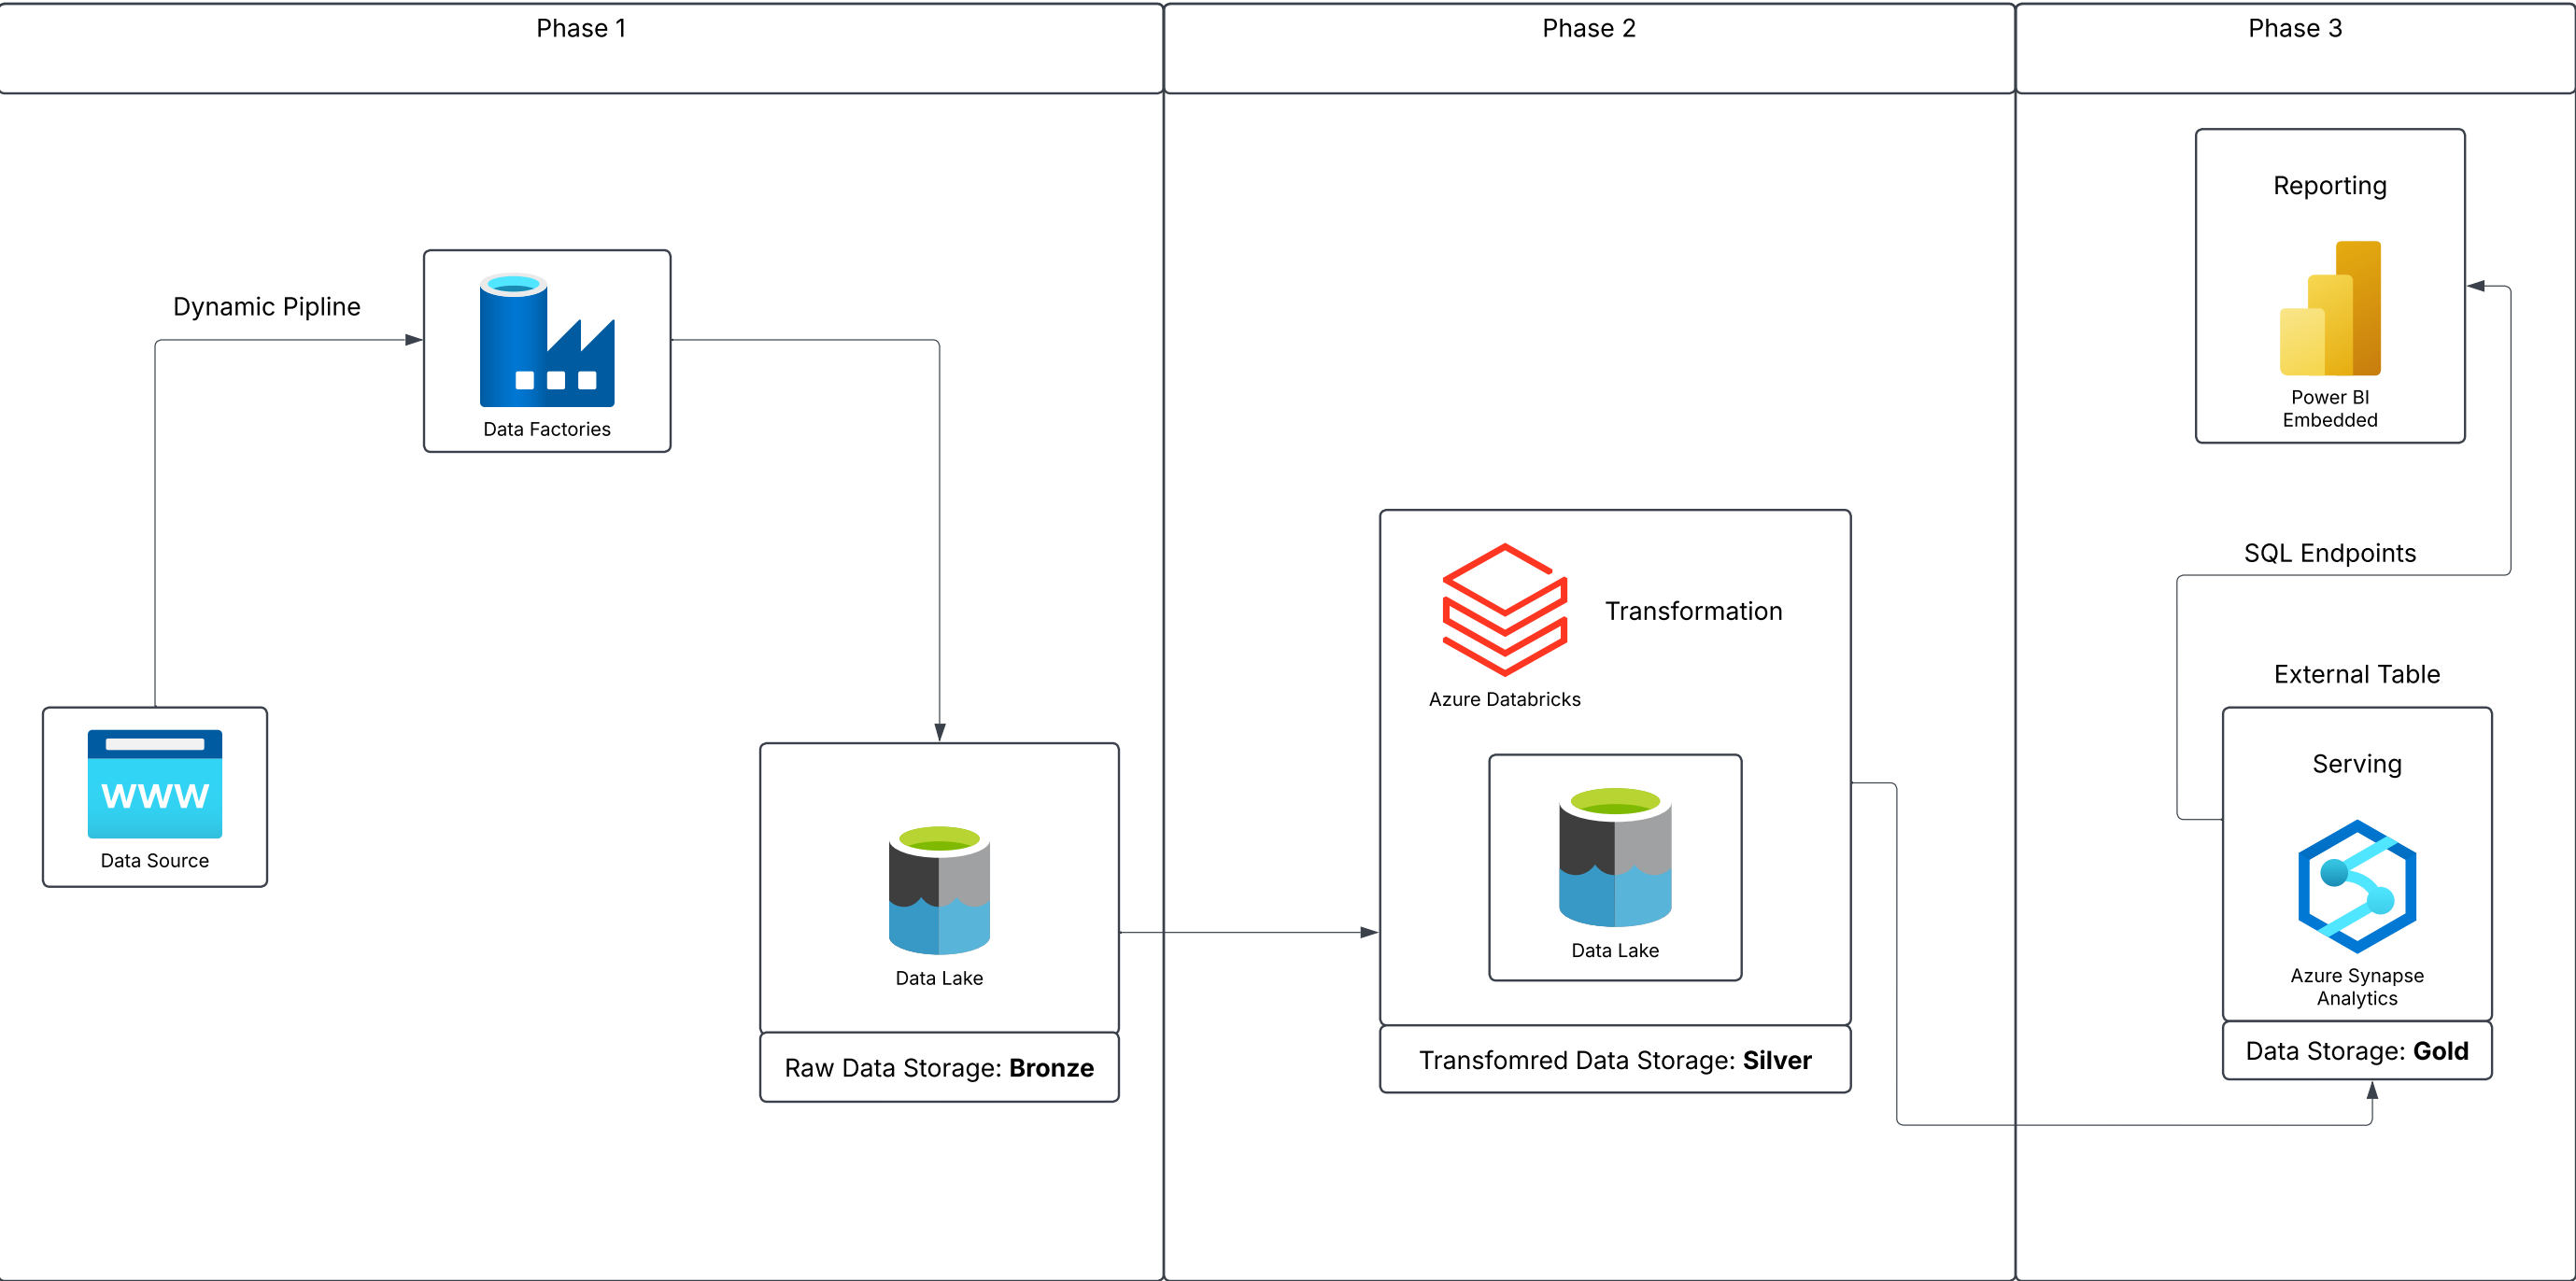 Phase 1
Phase 2
Phase 3
Dynamic Pipline
Data Factories
WWW
Data Source
Data Lake
Raw Data Storage: Bronze
Transformation
Azure Databricks
Data Lake
Transfomred Data Storage: Silver
Reporting
Power BI
Embedded
SQL Endpoints
External Table
Serving
Azure Synapse
Analytics
Data Storage: Gold